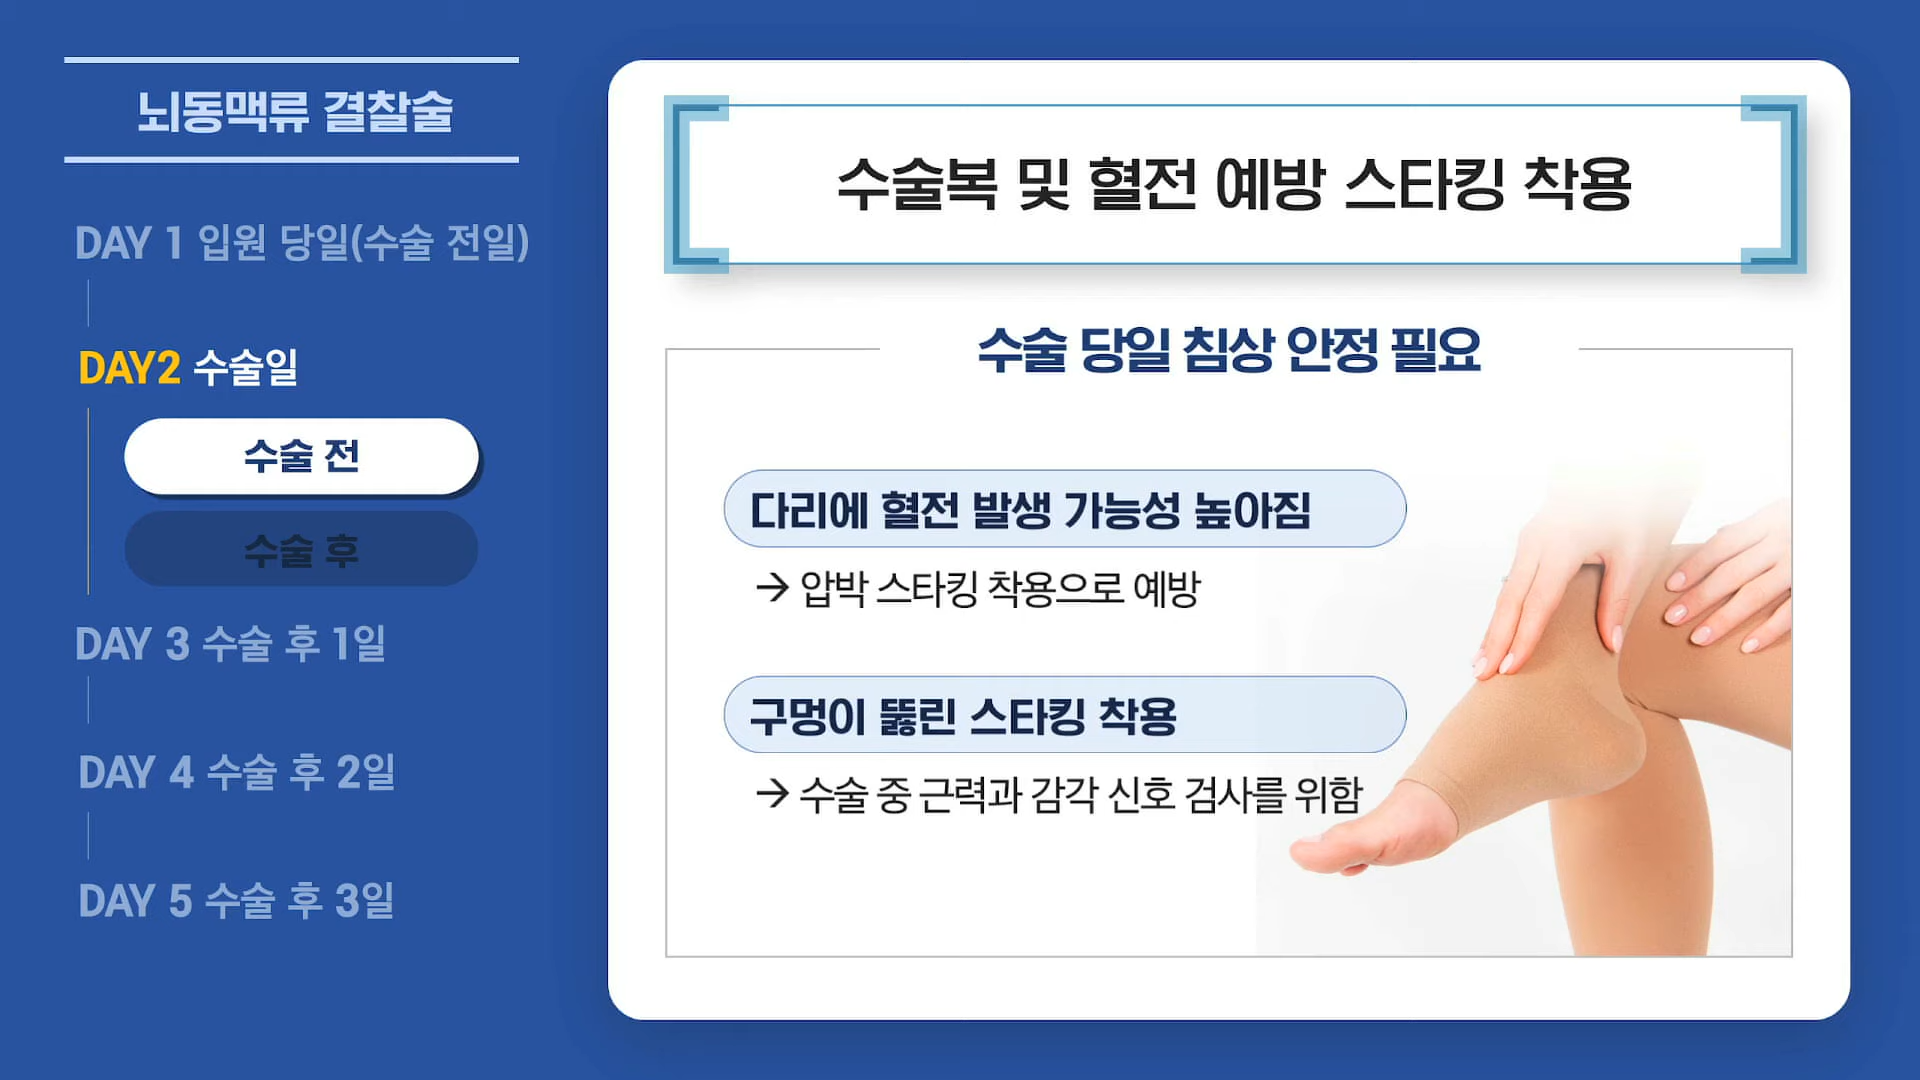 뇌동맥류 결찰술
DAY 1 입원 당일(수술 전일)
DAY2 수술일
수술 전
수술 후
DAY 3 수술 후 1일
DAY 4 수술 후 2일
DAY 5 수술 후 3일
수술복 및 혈전 예방 스타킹 착용
수술 당일 침상 안정 필요
다리에 혈전 발생 가능성 높아짐
→ 압박 스타킹 착용으로 예방
구멍이 뚫린 스타킹 착용
→ 수술 중 근력과 감각 신호 검사를 위함